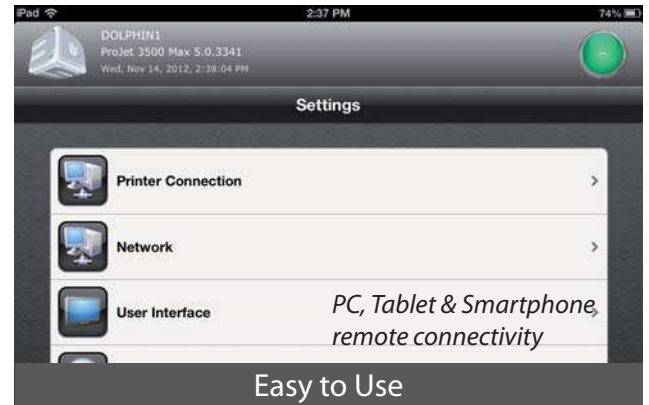 iPad 2:37 PM 74%
DOLPHIN1
ProJet 3500 Max 5.0.3341
Wed, Nov 14, 2012, 2:38:04 PM
Settings
Printer Connection
Network
User Interface
PC, Tablet & Smartphone
remote connectivity
Easy to Use